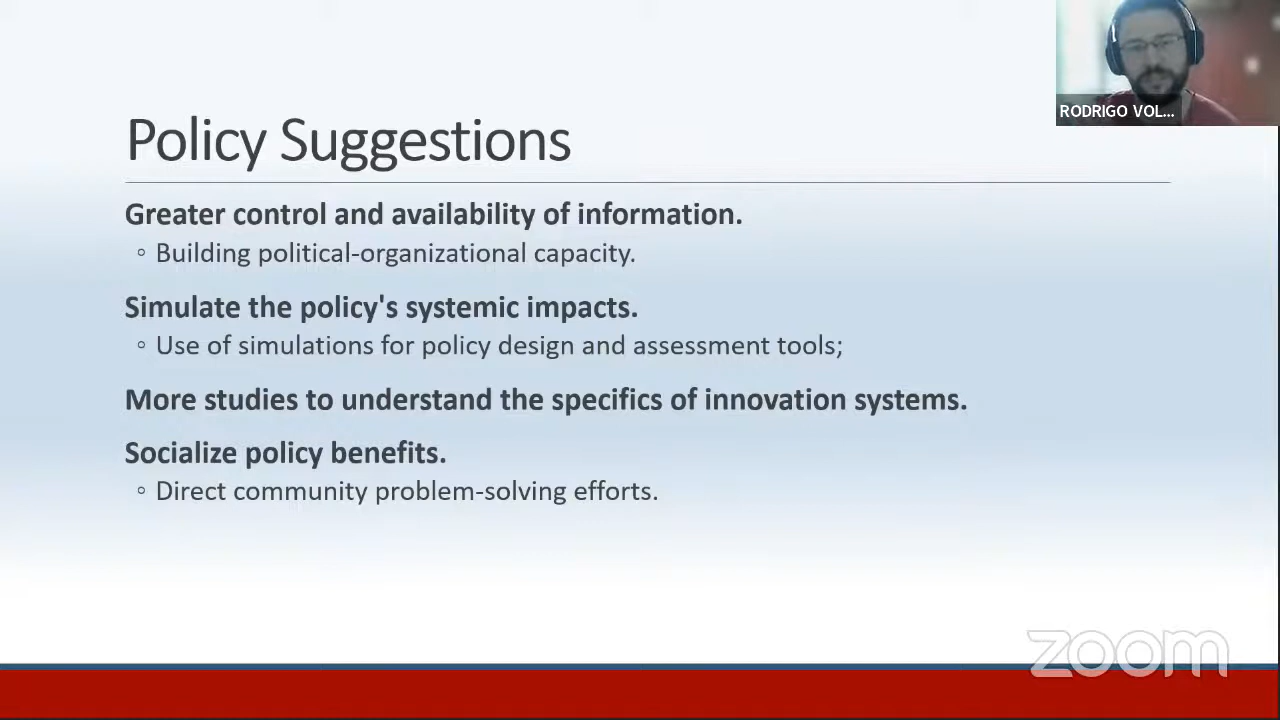 RODRIGO VOL...
Policy Suggestions
Greater control and availability of information.
◦ Building political-organizational capacity.
Simulate the policy's systemic impacts.
◦ Use of simulations for policy design and assessment tools;
More studies to understand the specifics of innovation systems.
Socialize policy benefits.
◦ Direct community problem-solving efforts.
zoom